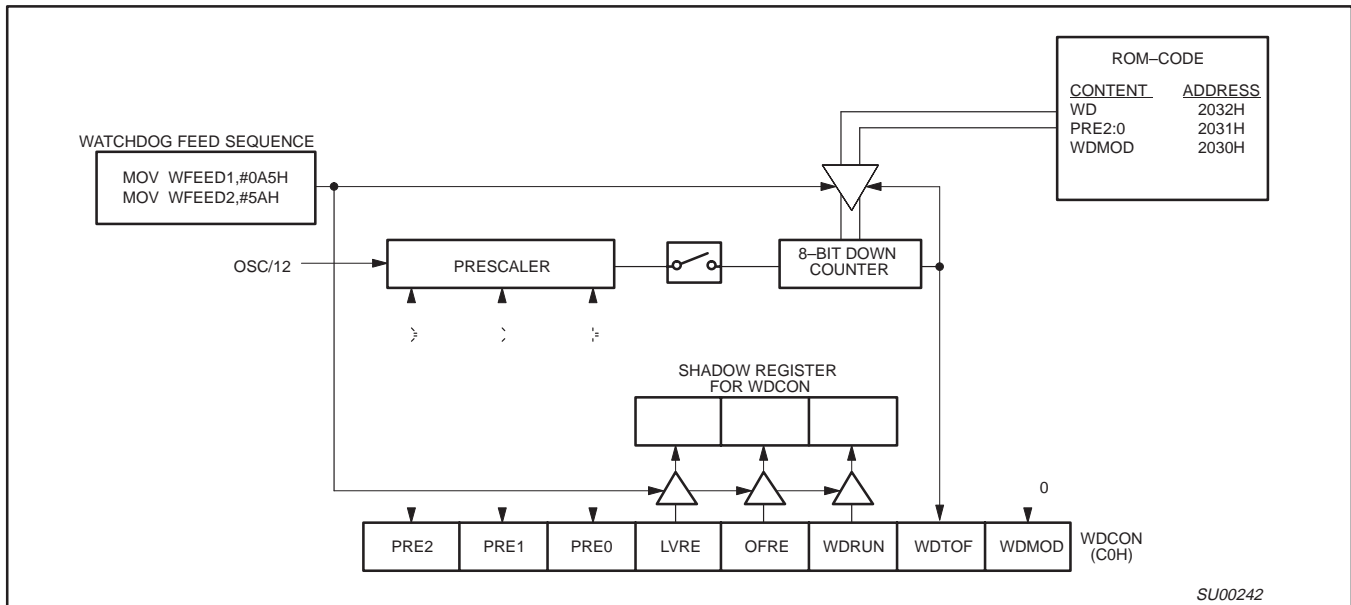 ROM–CODE
CONTENT ADDRESS
WD 2032H
PRE2:0 2031H
WDMOD 2030H
WATCHDOG FEED SEQUENCE
MOV WFEED1,#0A5H
MOV WFEED2,#5AH
OSC/12
PRESCALER
8–BIT DOWN
COUNTER
SHADOW REGISTER
FOR WDCON
0
PRE2 PRE1 PRE0 LVRE OFRE WDRUN WDTOF WDMOD
WDCON
(C0H)
SU00242